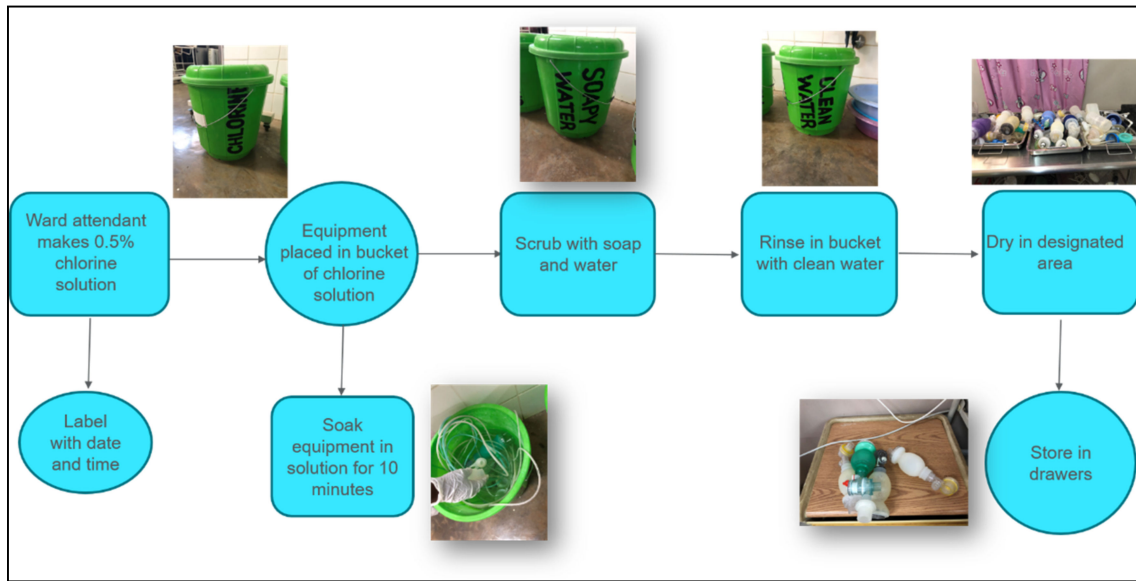 CHLORINE
SOAPY
WATER
CLEAN
WATER
Ward attendant
makes 0.5%
chlorine
solution
Equipment
placed in bucket
of chlorine
solution
Scrub with soap
and water
Rinse in bucket
with clean water
Dry in designated
area
Label
with date
and time
Soak
equipment in
solution for 10
minutes
Store in
drawers